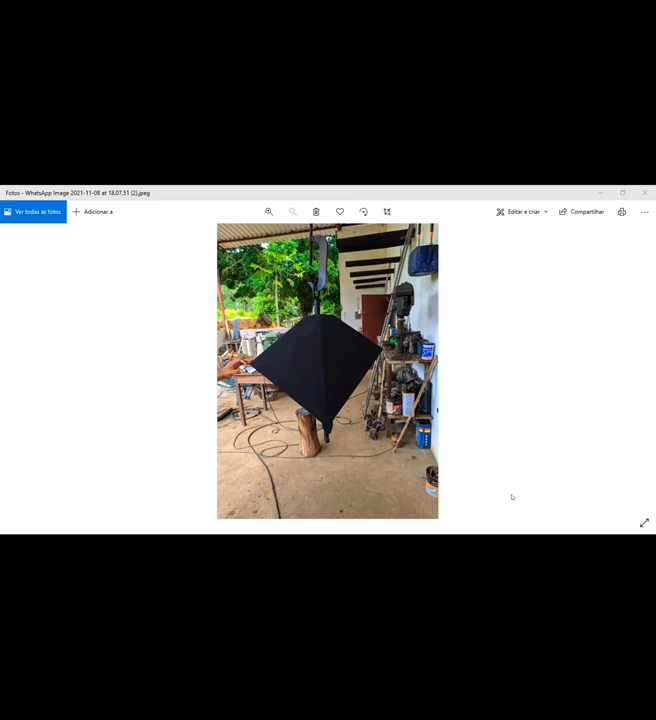 Fotos - WhatsApp Image 2021-11-08 at 18.07.51 (2).jpeg
Ver todas as fotos
Adicionar a
Editar e criar
Compartilhar